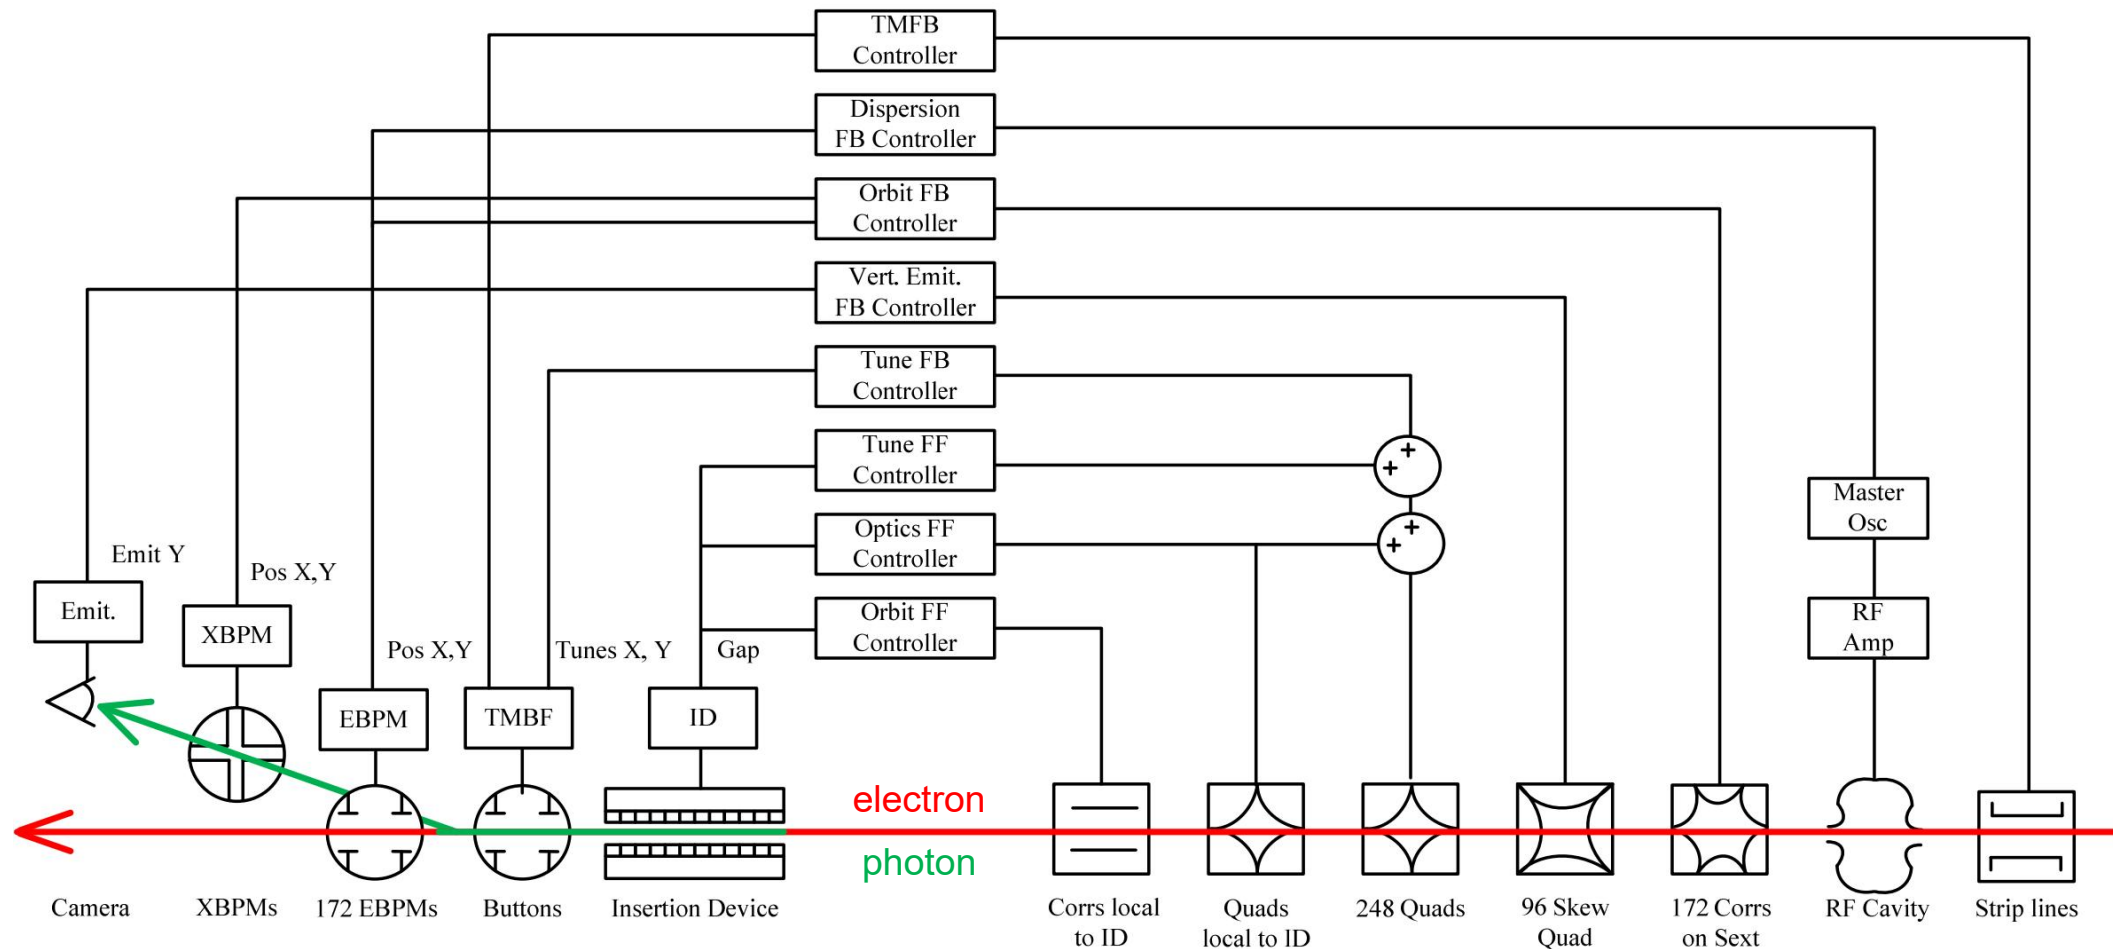 TMFB
Controller
Dispersion
FB Controller
Orbit FB
Controller
Vert. Emit.
FB Controller
Tune FB
Controller
Tune FF
Controller
+
+
Optics FF
Controller
+
+
Orbit FF
Controller
Master
Osc
RF
Amp
Emit Y
Pos X,Y
Pos X,Y
Tunes X, Y
Gap
Emit.
XBPM
EBPM
TMBF
ID
electron
photon
Camera
XBPMs
172 EBPMs
Buttons
Insertion Device
Corrs local
to ID
Quads
local to ID
248 Quads
96 Skew
Quad
172 Corrs
on Sext
RF Cavity
Strip lines